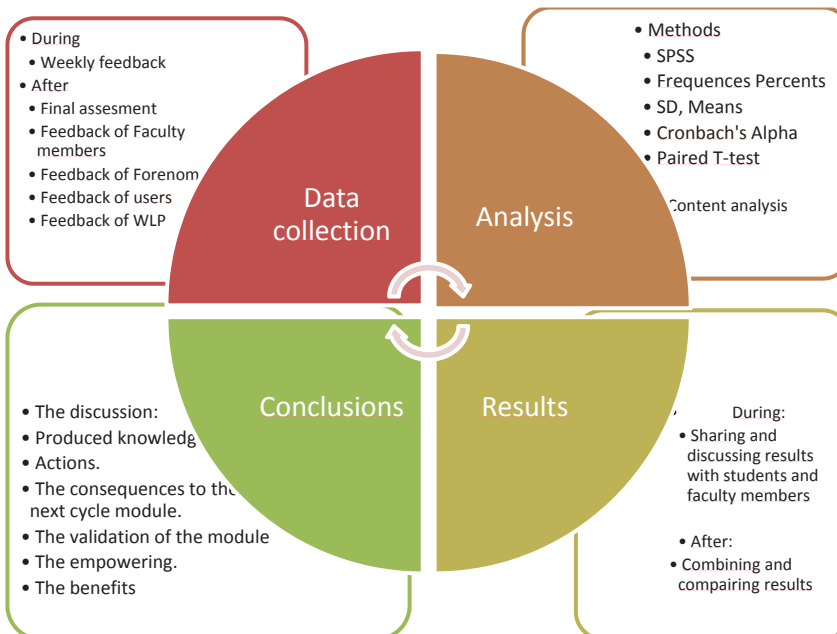 • During
• Weekly feedback
• After
• Final assesment
• Feedback of Faculty
members
• Feedback of Forenom
• Feedback of users
• Feedback of WLP
Data
collection
• Methods
• SPSS
• Frequences Percents
• SD, Means
• Cronbach's Alpha
• Paired T-test
Content analysis
Analysis
• The discussion:
• Produced knowledg
• Actions.
• The consequences to the
next cycle module.
• The validation of the module
• The empowering.
• The benefits
Conclusions
Results
• During:
• Sharing and
discussing results
with students and
faculty members
• After:
• Combining and
compairing results